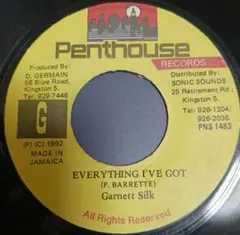 Penthouse
RECORDS
Produced By:
D. GERMAIN
56 Slipe Road,
Kingston 5.
Tel: 929-7446
Distributed By:
SONIC SOUNDS
25 Retirement Rd.
Kingston 5.
Tel: 926-1204/
926-2035
PNS 1483
G
(P) (C) 1992
MADE IN
JAMAICA
EVERYTHING I'VE GOT
(P. BARRETTE)
Garnett Silk
All Rights Reserved